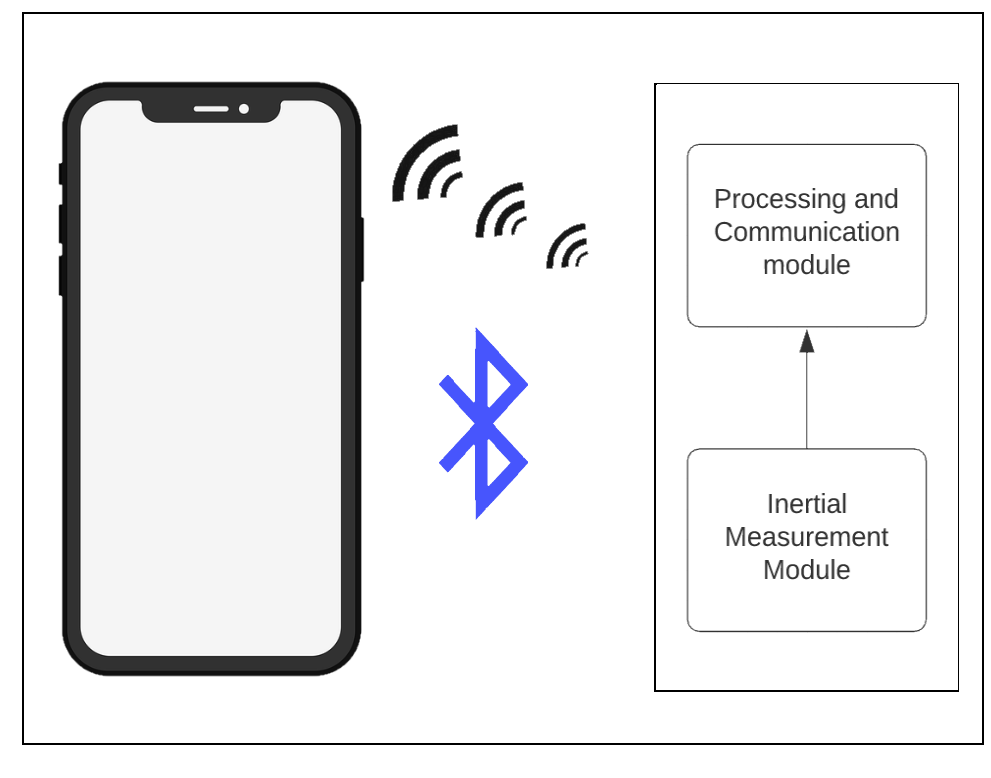 Processing and
Communication
module
Inertial
Measurement
Module